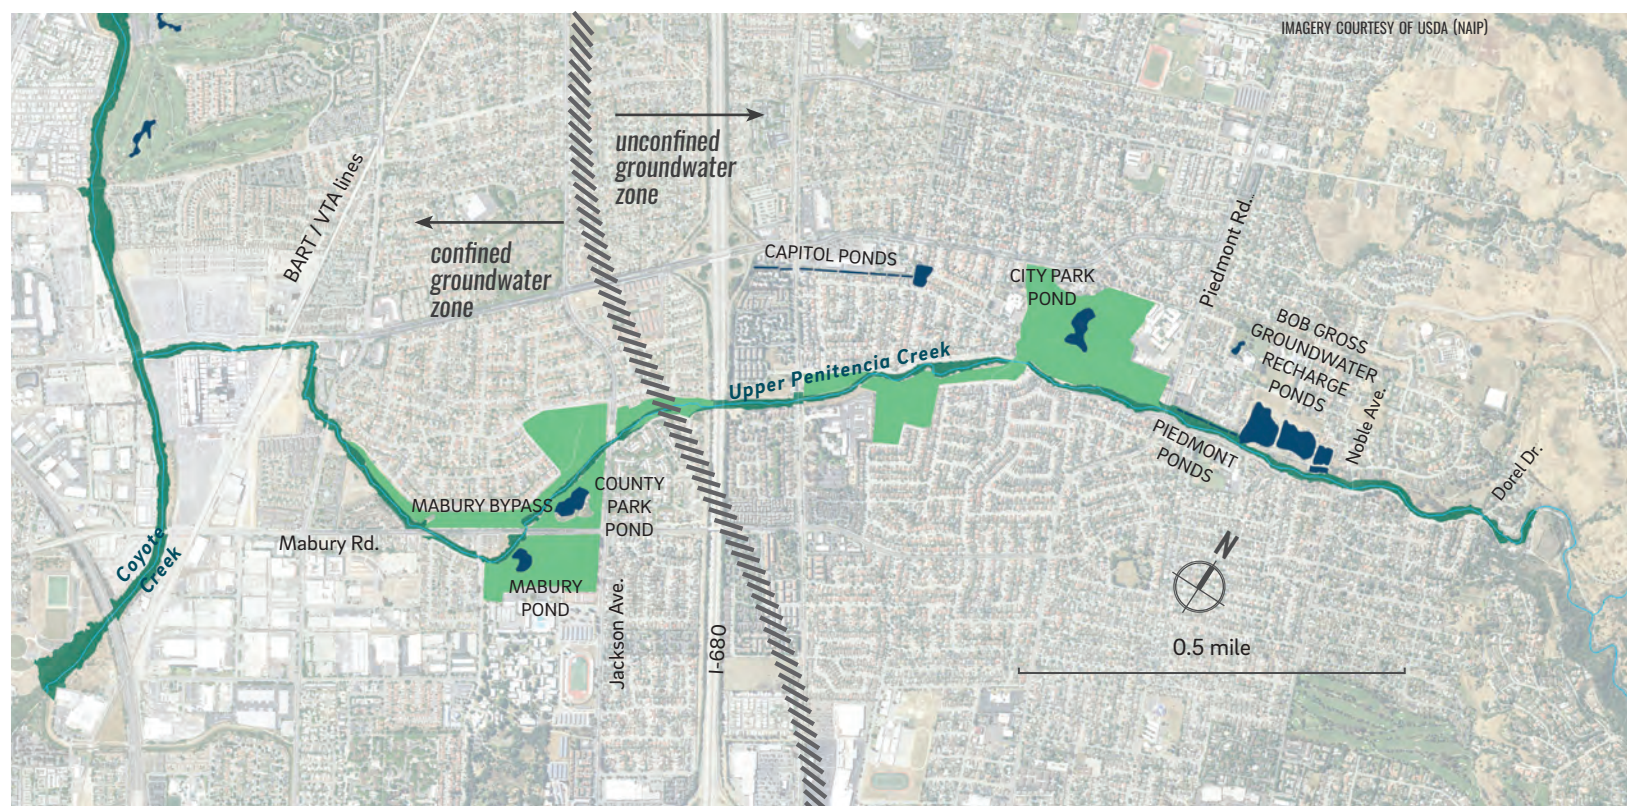 IMAGERY COURTESY OF USDA (NAIP)
unconfined
groundwater
zone
BART / VTA lines
confined
groundwater
zone
CAPITOL PONDS
CITY PARK
POND
Piedmont Rd.
BOB GROSS
GROUNDWATER
RECHARGE
PONDS
Upper Penitencia Creek
Noble Ave.
PIEDMONT
PONDS
Dorel Dr.
COUNTY
PARK
POND
MABURY BYPASS
Mabury Rd.
Coyote
Creek
MABURY
POND
Jackson Ave.
I-680
N
0.5 mile